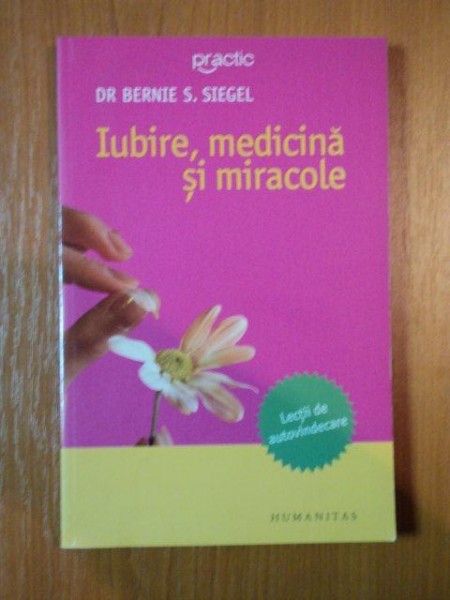 practic
DR BERNIE S. SIEGEL
Iubire, medicină
și miracole
Lecții de
autovindecare
HUMANITAS